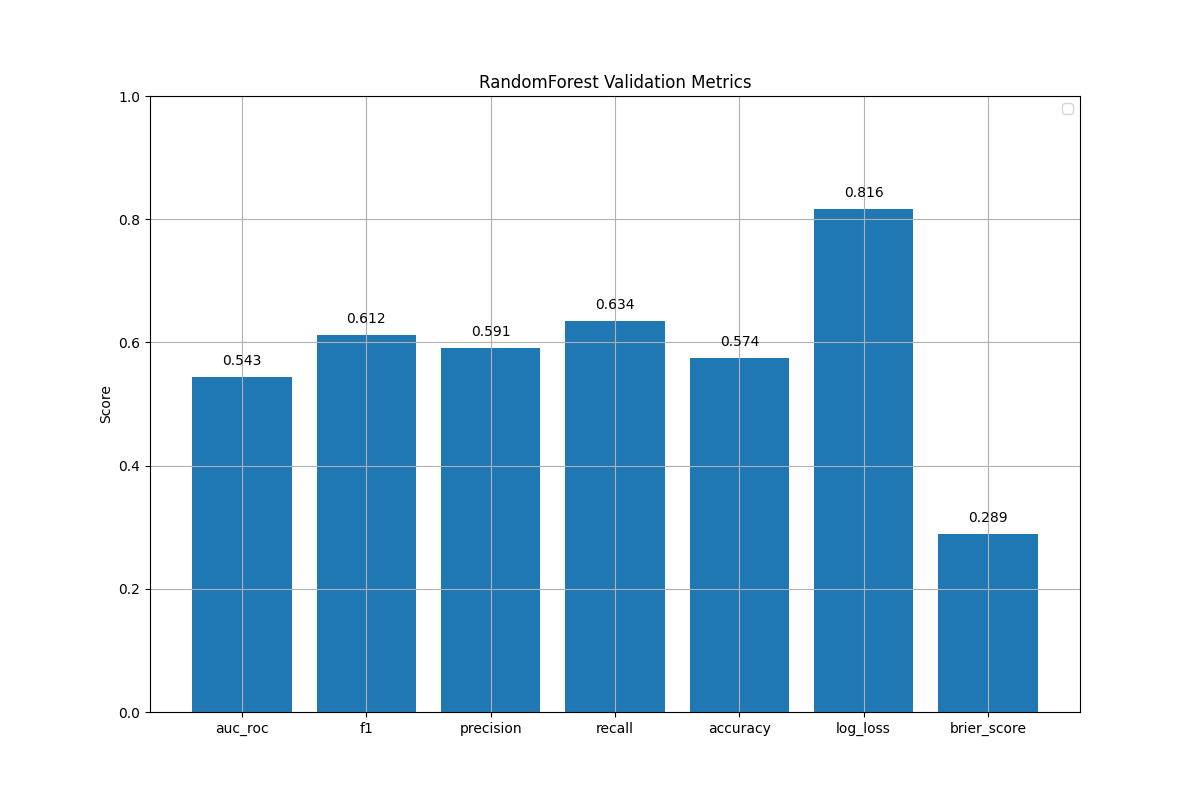 RandomForest Validation Metrics
1.0
0.8
0.6
0.4
0.2
0.0
Score
0.543
0.612
0.591
0.634
0.574
0.816
0.289
auc_roc
f1
precision
recall
accuracy
log_loss
brier_score